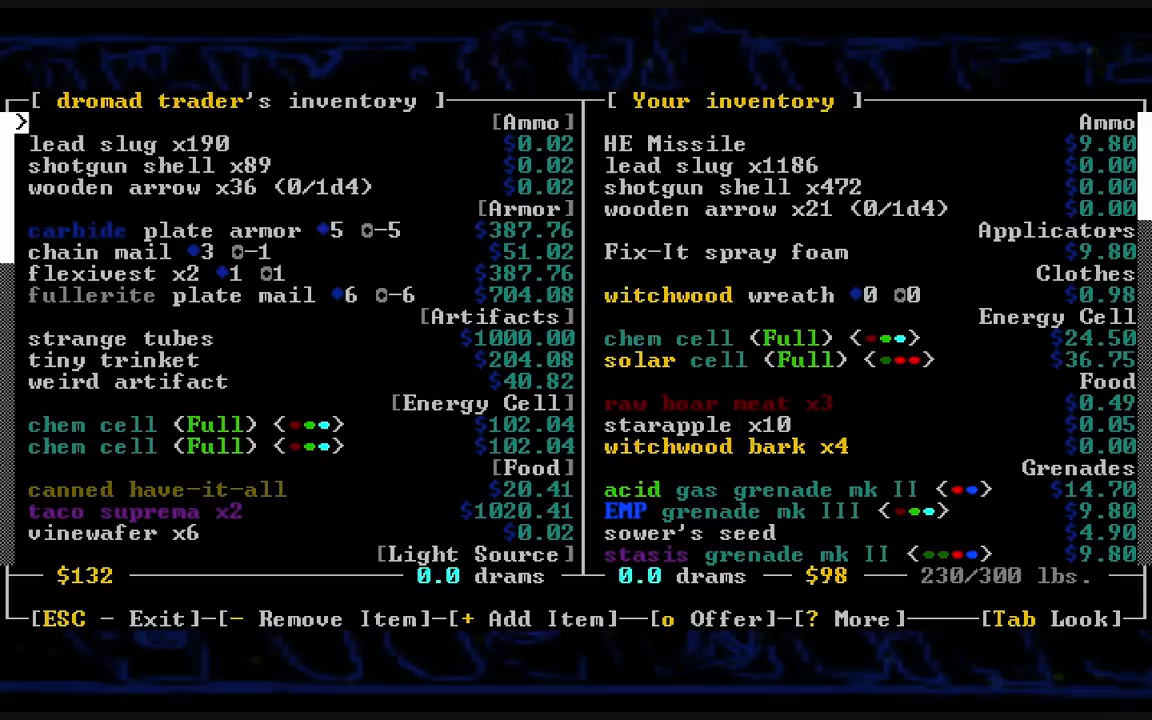 [ dromad trader's inventory ]
>
[Ammo]
lead slug x190 $0.02
shotgun shell x89 $0.02
wooden arrow x36 (0/1d4) $0.02
[Armor]
carbide plate armor ♦5 o-5 $387.76
chain mail ♦3 o-1 $51.02
flexivest x2 ♦1 o1 $387.76
fullerite plate mail ♦6 o-6 $704.08
[Artifacts]
strange tubes $1000.00
tiny trinket $204.08
weird artifact $40.82
[Energy Cell]
chem cell (Full) <•••> $102.04
chem cell (Full) <•••> $102.04
[Food]
canned have-it-all $20.41
taco suprema x2 $1020.41
vinewafer x6 $0.02
[Light Source]
$132 0.0 drams
[ Your inventory ]
Ammo
HE Missile $9.80
lead slug x1186 $0.00
shotgun shell x472 $0.00
wooden arrow x21 (0/1d4) $0.00
Applicators
Fix-It spray foam $9.80
Clothes
witchwood wreath ♦0 o0 $0.98
Energy Cell
chem cell (Full) <•••> $24.50
solar cell (Full) <•••> $36.75
Food
raw boar meat x3 $0.49
starapple x10 $0.05
witchwood bark x4 $0.00
Grenades
acid gas grenade mk II <••> $14.70
EMP grenade mk III <•••> $9.80
sower's seed $4.90
stasis grenade mk II <••••> $9.80
0.0 drams $98 230/300 lbs.
[ESC - Exit]-[- Remove Item]-[+ Add Item]-[o Offer]-[? More] [Tab Look]